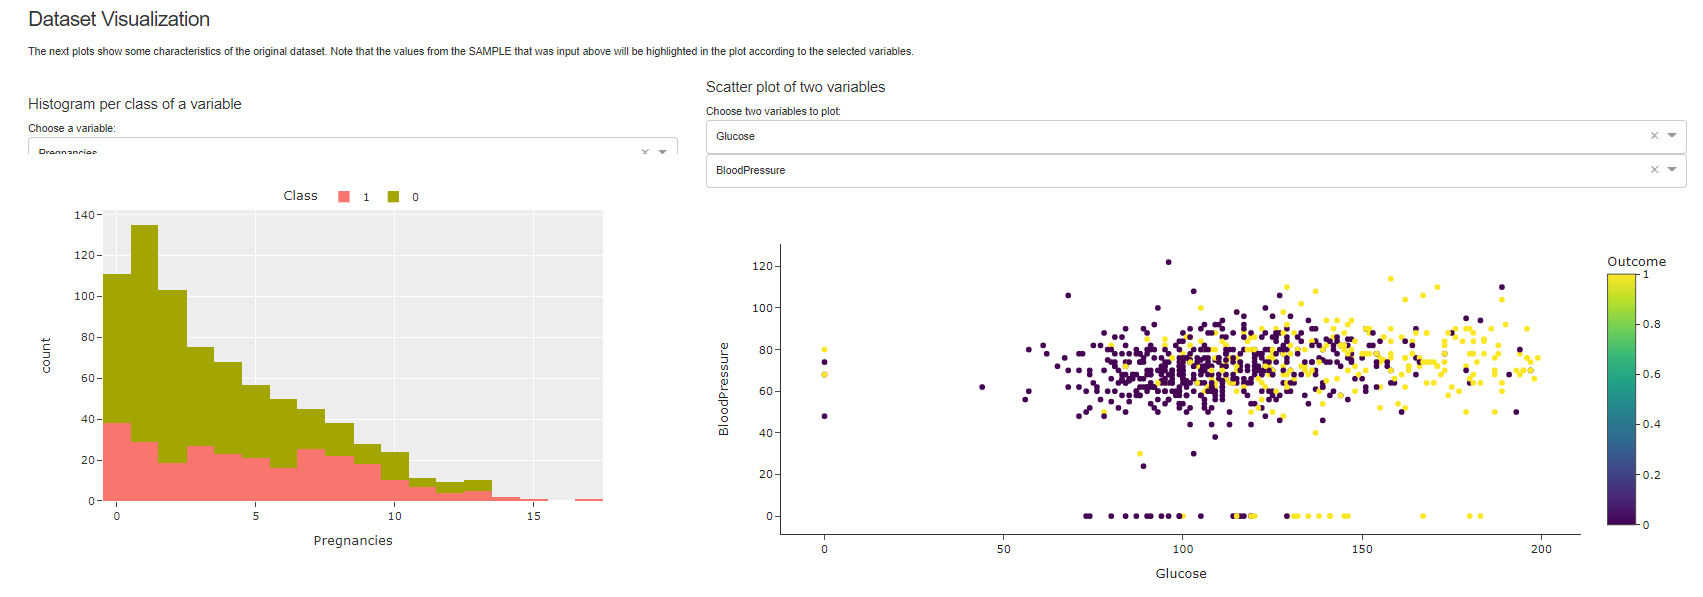 Dataset Visualization
The next plots show some characteristics of the original dataset. Note that the values from the SAMPLE that was input above will be highlighted in the plot according to the selected variables.
Histogram per class of a variable
Choose a variable:
Pregnancies
Class 1 0
140
120
100
80
60
40
20
0
count
0 5 10 15
Pregnancies
Scatter plot of two variables
Choose two variables to plot:
Glucose
BloodPressure
120
100
80
60
40
20
0
BloodPressure
0 50 100 150 200
Glucose
Outcome
1
0.8
0.6
0.4
0.2
0